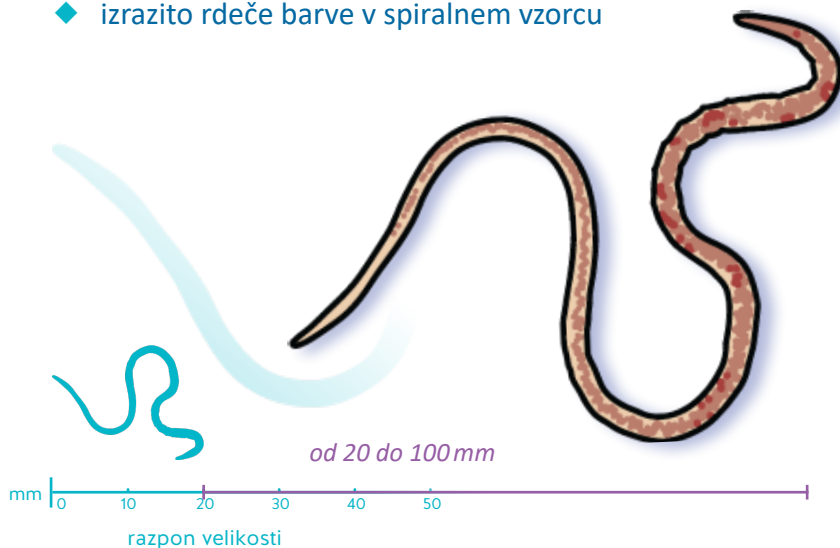 izrazito rdeče barve v spiralnem vzorcu
od 20 do 100 mm
mm
0 10 20 30 40 50
razpon velikosti